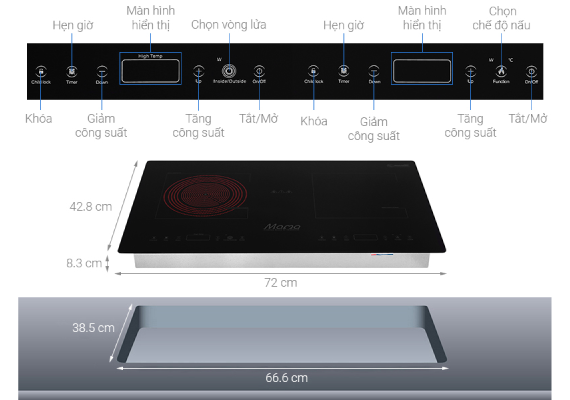 Hẹn giờ
Màn hình
hiển thị
Chọn vòng lửa
Hẹn giờ
Màn hình
hiển thị
Chọn
chế độ nấu
High Temp
W
W
°C
Child lock
Timer
Down
Up
Inside/Outside
On/Off
Child lock
Timer
Down
Up
Function
On/Off
Khóa
Giảm
công suất
Tăng
công suất
Tắt/Mở
Khóa
Giảm
công suất
Tăng
công suất
Tắt/Mở
42.8 cm
8.3 cm
72 cm
38.5 cm
66.6 cm